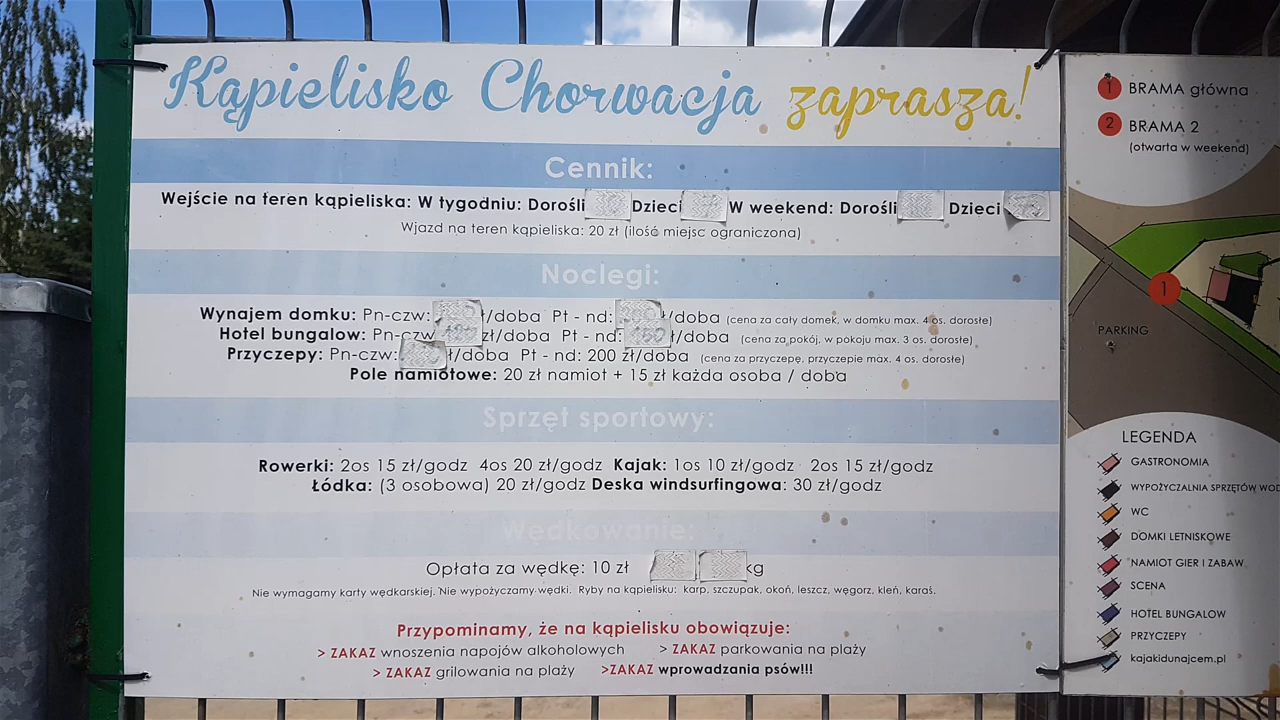 Kąpielisko Chorwacja zaprasza!
Cennik:
Wejście na teren kąpieliska: W tygodniu: Dorośli Dzieci W weekend: Dorośli Dzieci
Wjazd na teren kąpieliska: 20 zł (ilość miejsc ograniczona)
Noclegi:
Wynajem domku: Pn-czw: ł/doba Pt - nd: /doba (cena za cały domek, w domku max. 4 os. dorosłe)
Hotel bungalow: Pn-czw zł/doba Pt - nd: ł/doba (cena za pokój, w pokoju max. 3 os. dorosłe)
Przyczepy: Pn-czw: ł/doba Pt - nd: 200 zł/doba (cena za przyczepę, przyczepie max. 4 os. dorosłe)
Pole namiotowe: 20 zł namiot + 15 zł każda osoba / doba
Sprzęt sportowy:
Rowerki: 2os 15 zł/godz 4os 20 zł/godz Kajak: 1os 10 zł/godz 2os 15 zł/godz
Łódka: (3 osobowa) 20 zł/godz Deska windsurfingowa: 30 zł/godz
Wędkowanie:
Opłata za wędkę: 10 zł kg
Nie wymagamy karty wędkarskiej. Nie wypożyczamy wędki. Ryby na kąpielisku: karp, szczupak, okoń, leszcz, węgorz, kleń, karaś.
Przypominamy, że na kąpielisku obowiązuje:
> ZAKAZ wnoszenia napojów alkoholowych > ZAKAZ parkowania na plaży
> ZAKAZ grilowania na plaży >ZAKAZ wprowadzania psów!!!
1 BRAMA główna
2 BRAMA 2
(otwarta w weekend)
1
PARKING
LEGENDA
GASTRONOMIA
WYPOŻYCZALNIA SPRZĘTÓW WOD
WC
DOMKI LETNISKOWE
NAMIOT GIER I ZABAW
SCENA
HOTEL BUNGALOW
PRZYCZEPY
kajakidunajcem.pl